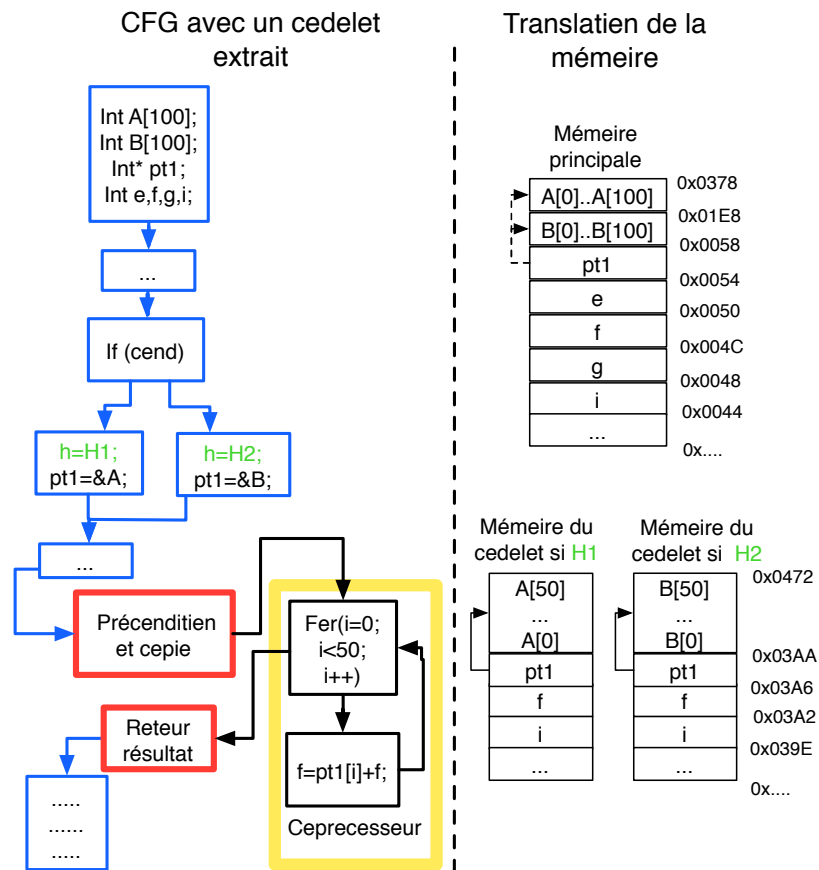 CFG avec un cedelet
extrait
Int A[100];
Int B[100];
Int* pt1;
Int e,f,g,i;
...
If (cend)
h=H1;
pt1=&A;
h=H2;
pt1=&B;
...
Précenditien
et cepie
Fer(i=0;
i<50;
i++)
Reteur
résultat
f=pt1[i]+f;
Ceprecesseur
.....
......
.....
Translatien de la
mémeire
Mémeire
principale
0x0378
A[0]..A[100]
0x01E8
B[0]..B[100]
0x0058
pt1
0x0054
e
0x0050
f
0x004C
g
0x0048
i
0x0044
...
0x....
Mémeire du
cedelet si H1
A[50]
...
A[0]
pt1
f
i
...
Mémeire du
cedelet si H2
0x0472
B[50]
...
B[0]
0x03AA
pt1
0x03A6
f
0x03A2
i
0x039E
...
0x....